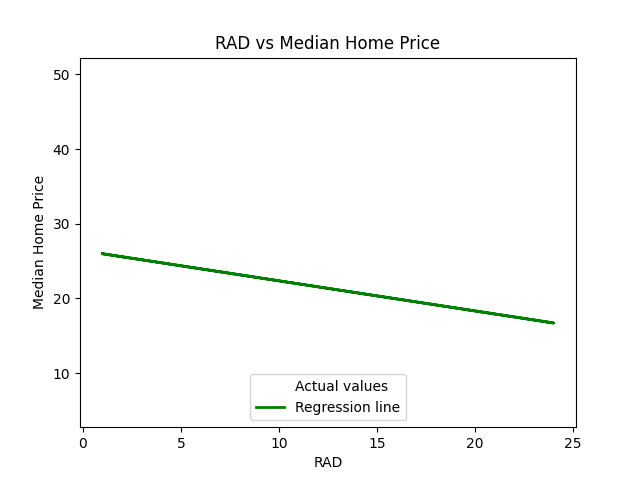 RAD vs Median Home Price
50
40
30
20
10
Median Home Price
Actual values
Regression line
0 5 10 15 20 25
RAD